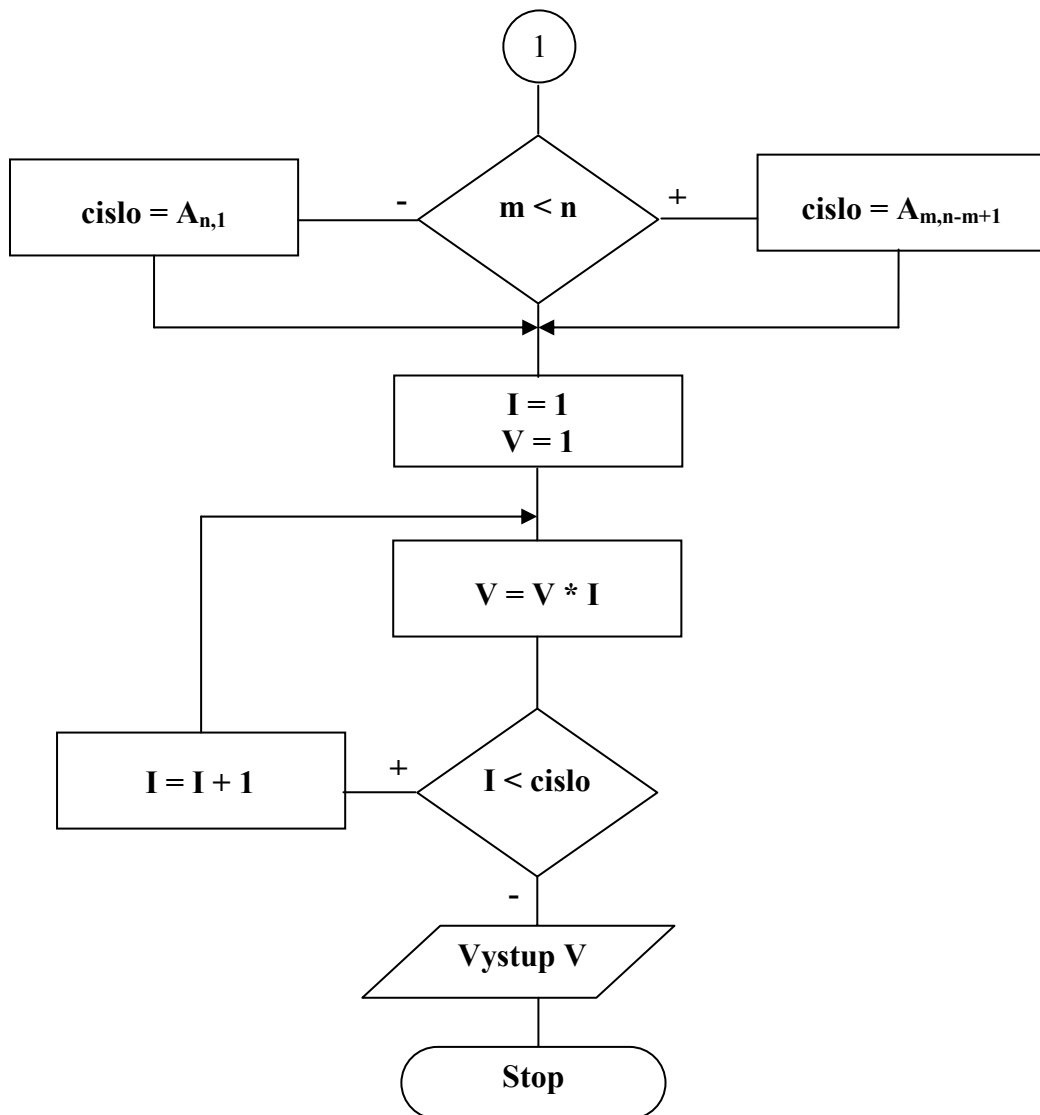 1
m < n
-
+
cislo = Aₙ,₁
cislo = Aₘ,ₙ₋ₘ₊₁
I = 1
V = 1
V = V * I
I = I + 1
+
I < cislo
-
Vystup V
Stop